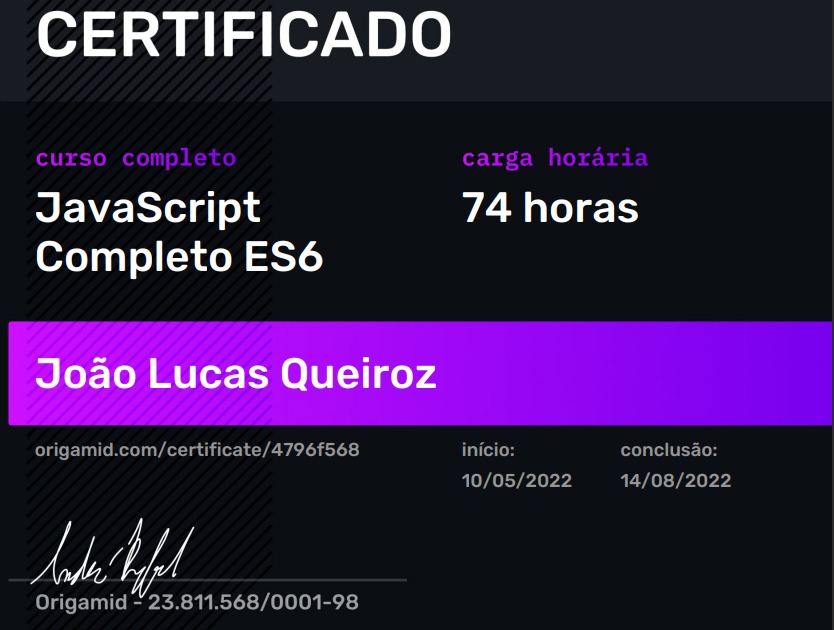 CERTIFICADO
curso completo
JavaScript
Completo ES6
carga horária
74 horas
João Lucas Queiroz
origamid.com/certificate/4796f568
início:
10/05/2022
conclusão:
14/08/2022
Origamid - 23.811.568/0001-98